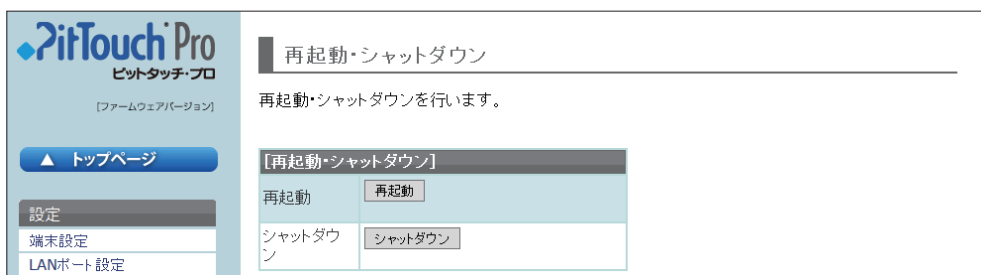 PitTouch Pro
ピットタッチ・プロ
[ファームウェアバージョン]
▲ トップページ
設定
端末設定
LANポート設定
再起動・シャットダウン
再起動・シャットダウンを行います。
[再起動・シャットダウン]
再起動
再起動
シャットダウ
ン
シャットダウン